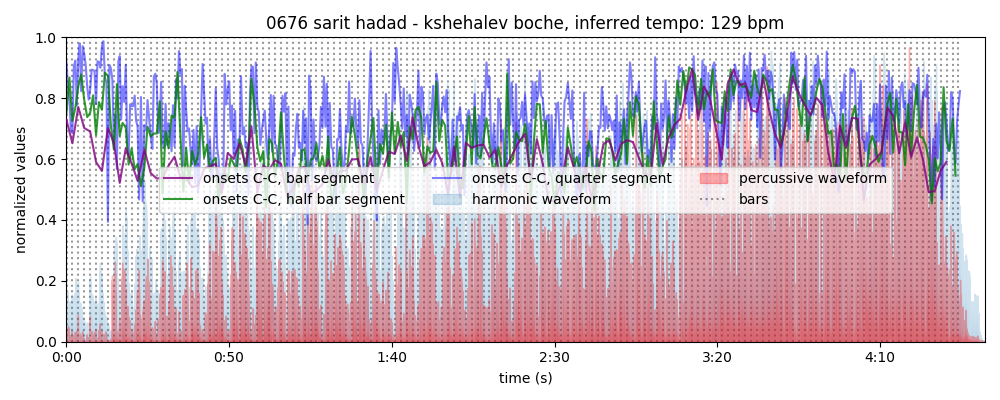 0676 sarit hadad - kshehalev boche, inferred tempo: 129 bpm
1.0
0.8
0.6
0.4
0.2
0.0
normalized values
onsets C-C, bar segment
onsets C-C, half bar segment
onsets C-C, quarter segment
harmonic waveform
percussive waveform
bars
0:00 0:50 1:40 2:30 3:20 4:10
time (s)